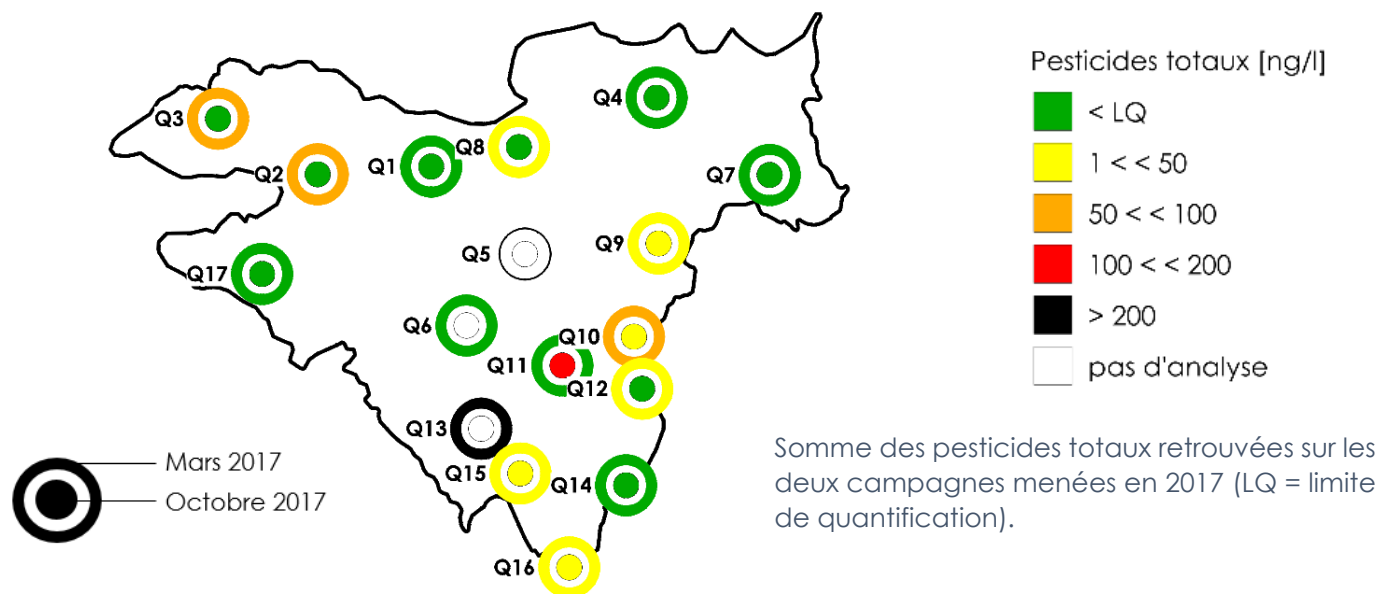 Pesticides totaux [ng/l]
< LQ
1 < < 50
50 < < 100
100 < < 200
> 200
pas d'analyse
Q3
Q4
Q8
Q1
Q2
Q7
Q5
Q9
Q17
Q6
Q10
Q11
Q12
Q13
Q15
Q14
Q16
Mars 2017
Octobre 2017
Somme des pesticides totaux retrouvées sur les
deux campagnes menées en 2017 (LQ = limite
de quantification).